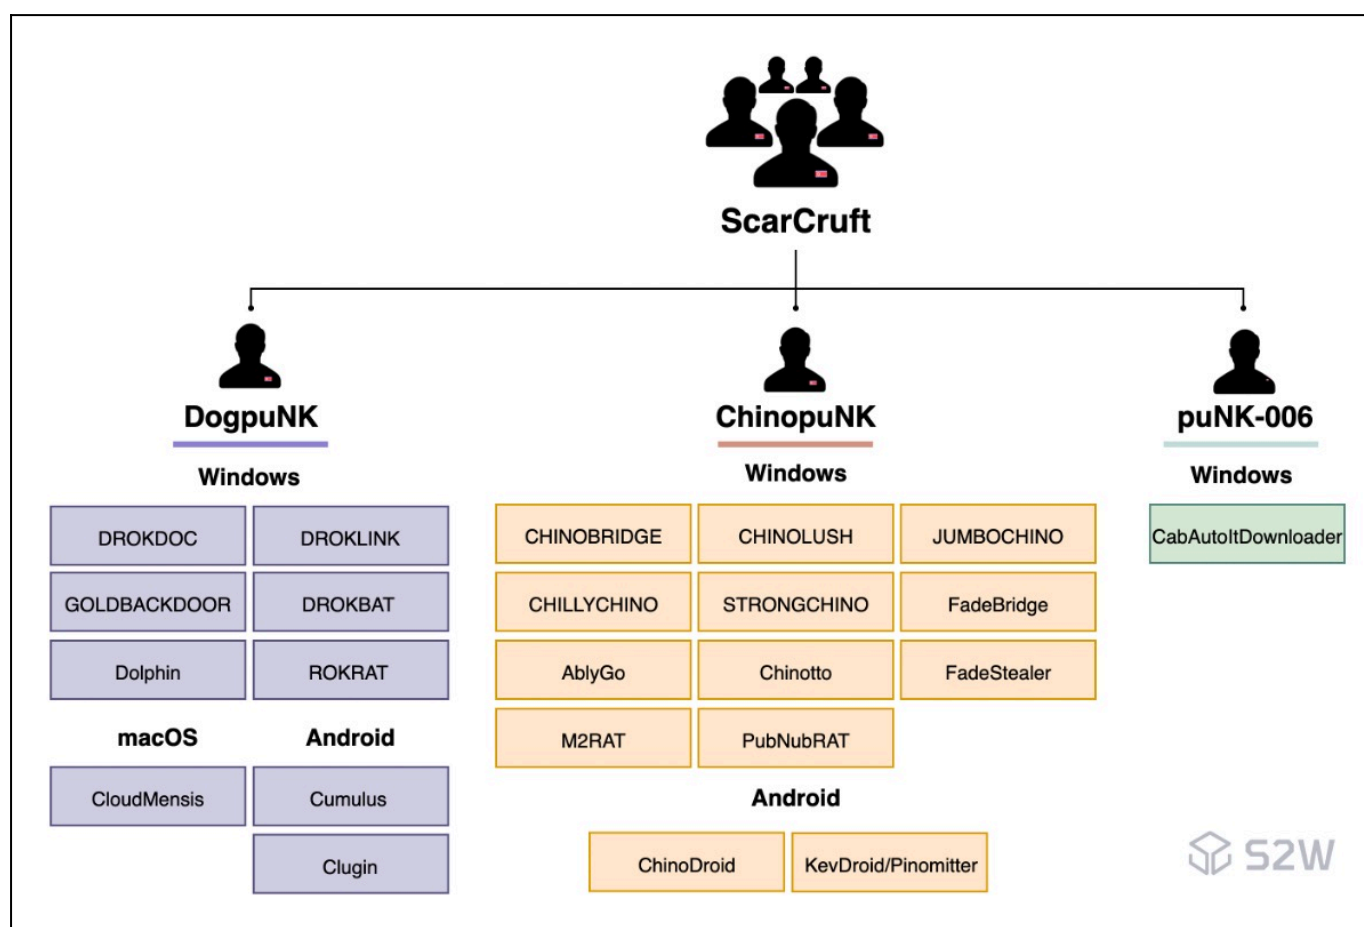 ScarCruft
DogpuNK
Windows
DROKDOC
DROKLINK
GOLDBACKDOOR
DROKBAT
Dolphin
ROKRAT
macOS
Android
CloudMensis
Cumulus
Clugin
ChinopuNK
Windows
CHINOBRIDGE
CHINOLUSH
JUMBOCHINO
CHILLYCHINO
STRONGCHINO
FadeBridge
AblyGo
Chinotto
FadeStealer
M2RAT
PubNubRAT
Android
ChinoDroid
KevDroid/Pinomitter
puNK-006
Windows
CabAutoItDownloader
S2W